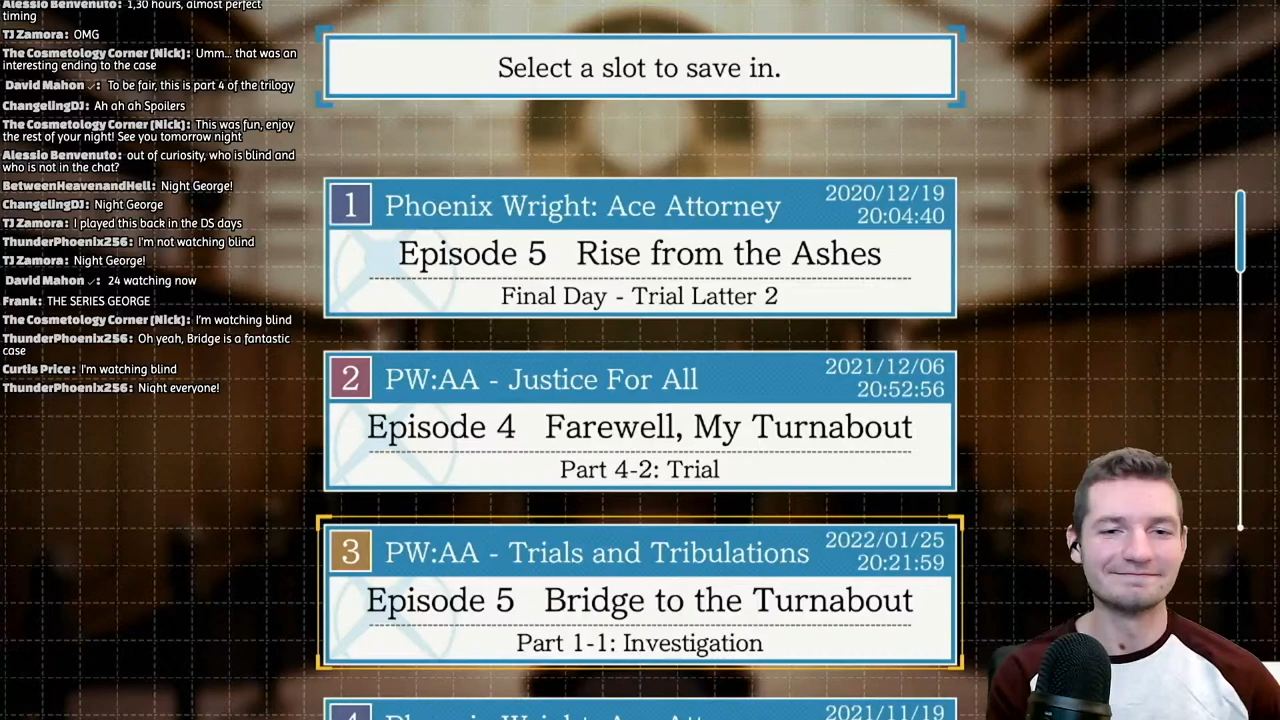 Alessio Benvenuto: 1,30 hours, almost perfect
timing
TJ Zamora: OMG
The Cosmetology Corner (Nick): Umm... that was an
interesting ending to the case
David Mahon ✓: To be fair, this is part 4 of the trilogy
ChangelingDJ: Ah ah ah Spoilers
The Cosmetology Corner (Nick): This was fun, enjoy
the rest of your night! See you tomorrow night
Alessio Benvenuto: out of curiosity, who is blind and
who is not in the chat?
BetweenHeavenandHell: Night George!
ChangelingDJ: Night George
TJ Zamora: I played this back in the DS days
ThunderPhoenix256: I'm not watching blind
TJ Zamora: Night George!
David Mahon ✓: 24 watching now
Frank: THE SERIES GEORGE
The Cosmetology Corner (Nick): I'm watching blind
ThunderPhoenix256: Oh yeah, Bridge is a fantastic
case
Curtis Price: I'm watching blind
ThunderPhoenix256: Night everyone!
Select a slot to save in.
1 Phoenix Wright: Ace Attorney 2020/12/19
20:04:40
Episode 5 Rise from the Ashes
Final Day - Trial Latter 2
2 PW:AA - Justice For All 2021/12/06
20:52:56
Episode 4 Farewell, My Turnabout
Part 4-2: Trial
3 PW:AA - Trials and Tribulations 2022/01/25
20:21:59
Episode 5 Bridge to the Turnabout
Part 1-1: Investigation
4 Phoenix Wright: Ace Attorney 2021/11/19